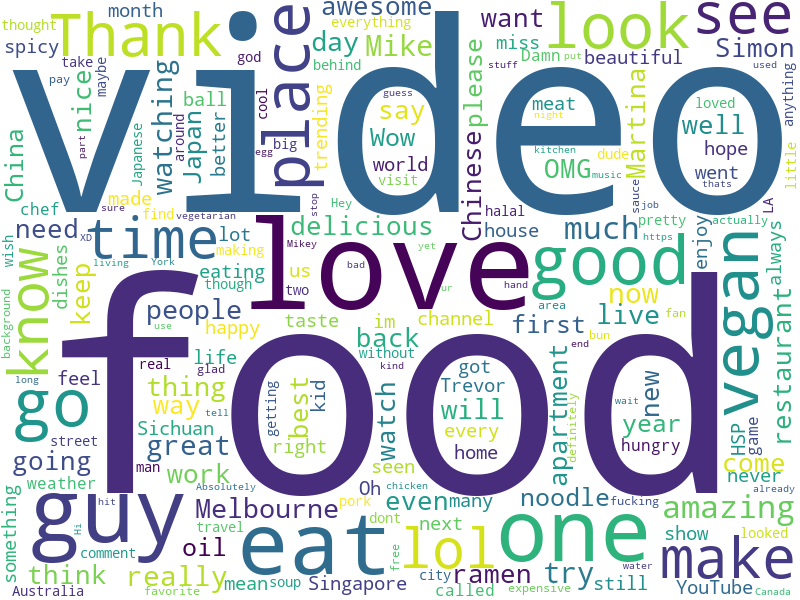 thought
month
Thank
awesome
everything
want
look
see
spicy
take
god
day
Mike
miss
Damn
put
beautiful
Simon
used
pay
maybe
nice
video
place
behind
please
stuff
loved
anything
China
part
Japanese
watching
around
Japan
ball
better
cool
egg
big
trending
say
guess
Wow
world
visit
meat
night
kitchen
OMG
dude
music
Martina
well
hope
went
thats
little
chef
made
sure
find
vegetarian
stop
Hey
Chinese
halal
sauce
job
pretty
LA
actually
wish
need
XD
time
lot
making
delicious
love
house
much
https
enjoy
always
background
know
dishes
keep
living
York
though
eating
Mikey
us
two
yet
bad
ur
hand
good
area
now
fan
vegan
restaurant
people
happy
taste
im
channel
first
live
bun
end
long
feel
real
life
glad
without
back
kind
use
food
go
thing
way
tell
getting
best
kid
watch
got
Trevor
will
every
home
apartment
definitely
new
wait
year
hungry
HSP
game
street
Sichuan
great
right
seen
going
man
work
weather
Absolutely
Oh
chicken
noodle
fucking
come
never
already
something
guy
hit
Hi
Melbourne
pork
even
many
amazing
think
comment
travel
oil
eat
dont
free
lol
next
one
show
looked
make
really
mean
soup
Singapore
city
ramen
water
try
still
YouTube
Canada
Australia
favorite
called
expensive